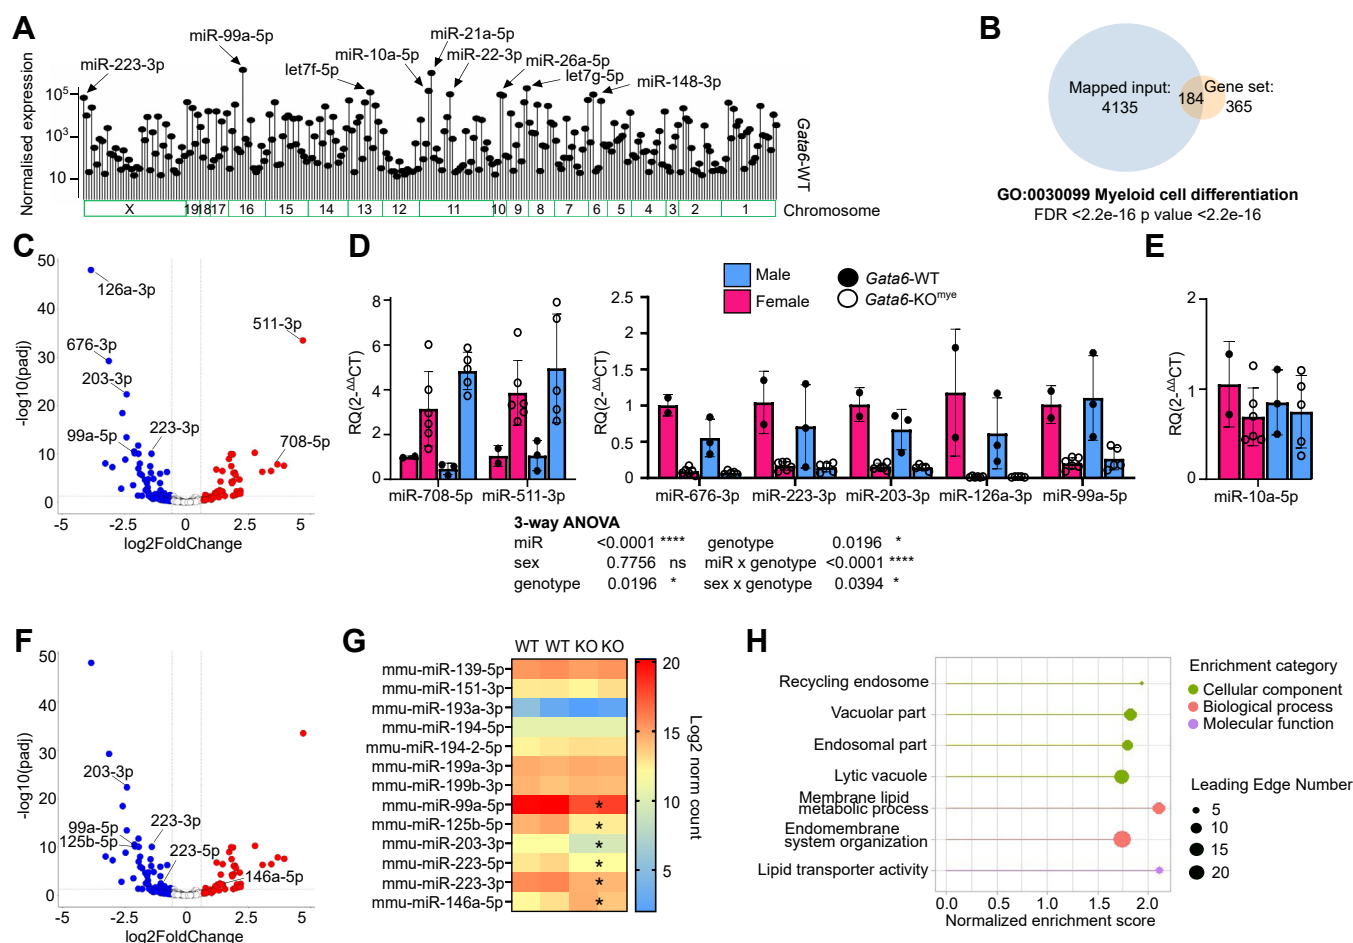 A
Normalised expression
10⁵
10³
10
miR-223-3p
miR-99a-5p
let7f-5p
miR-10a-5p
miR-21a-5p
miR-22-3p
miR-26a-5p
let7g-5p
miR-148-3p
Gata6-WT
X 19 18 17 16 15 14 13 12 11 10 9 8 7 6 5 4 3 2 1
Chromosome
B
Mapped input:
4135
184
Gene set:
365
GO:0030099 Myeloid cell differentiation
FDR <2.2e-16 p value <2.2e-16
C
-log10(padj)
50
40
30
20
10
0
126a-3p
511-3p
676-3p
203-3p
99a-5p
223-3p
708-5p
-5 -2.5 0 2.5 5
log2FoldChange
D
Male
Female
Gata6-WT
Gata6-KOmye
RQ(2-ΔΔCT)
8
6
4
2
0
miR-708-5p miR-511-3p
RQ(2-ΔΔCT)
2.5
2
1.5
1
0.5
0
miR-676-3p miR-223-3p miR-203-3p miR-126a-3p miR-99a-5p
3-way ANOVA
miR <0.0001 **** genotype 0.0196 *
sex 0.7756 ns miR x genotype <0.0001 ****
genotype 0.0196 * sex x genotype 0.0394 *
E
RQ(2-ΔΔCT)
2
1
0
miR-10a-5p
F
-log10(padj)
50
40
30
20
10
0
203-3p
99a-5p
125b-5p
223-3p
223-5p
146a-5p
-5 -2.5 0 2.5 5
log2FoldChange
G
WT WT KO KO
mmu-miR-139-5p
mmu-miR-151-3p
mmu-miR-193a-3p
mmu-miR-194-5p
mmu-miR-194-2-5p
mmu-miR-199a-3p
mmu-miR-199b-3p
mmu-miR-99a-5p *
mmu-miR-125b-5p *
mmu-miR-203-3p *
mmu-miR-223-5p *
mmu-miR-223-3p *
mmu-miR-146a-5p *
20
15
10
5
Log2 norm count
H
Recycling endosome
Vacuolar part
Endosomal part
Lytic vacuole
Membrane lipid
metabolic process
Endomembrane
system organization
Lipid transporter activity
0.0 0.5 1.0 1.5 2.0
Normalized enrichment score
Enrichment category
Cellular component
Biological process
Molecular function
Leading Edge Number
5
10
15
20